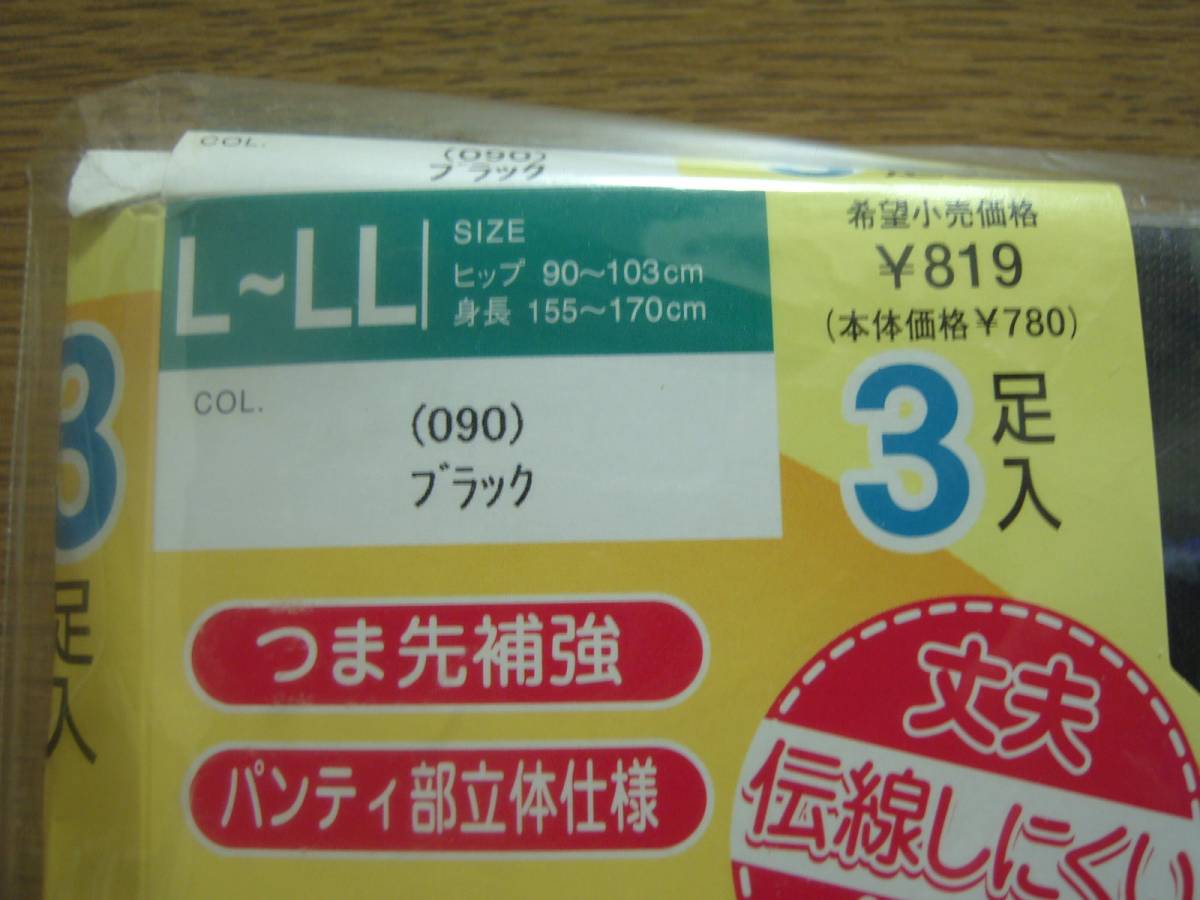 COL.
(090)
ブラック
L~LL
SIZE
ヒップ 90~103cm
身長 155~170cm
希望小売価格
¥819
(本体価格¥780)
COL.
(090)
ブラック
3足入
3足入
つま先補強
パンティ部立体仕様
丈夫
伝線しにくい